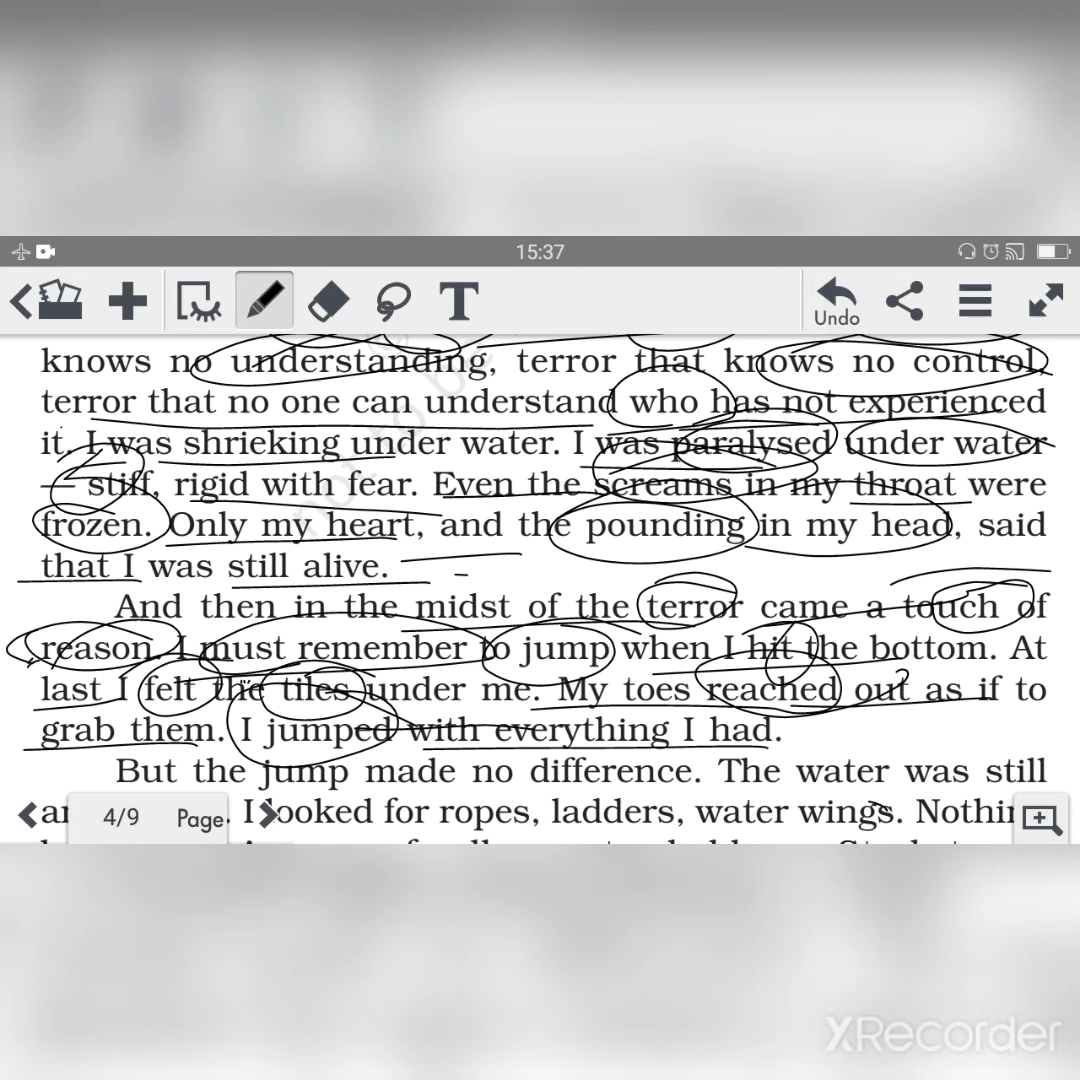 15:37
T
Undo
knows no understanding, terror that knows no control,
terror that no one can understand who has not experienced
it. I was shrieking under water. I was paralysed under water
— stiff, rigid with fear. Even the screams in my throat were
frozen. Only my heart, and the pounding in my head, said
that I was still alive.
And then in the midst of the terror came a touch of
reason. I must remember to jump when I hit the bottom. At
last I felt the tiles under me. My toes reached out as if to
grab them. I jumped with everything I had.
But the jump made no difference. The water was still
I looked for ropes, ladders, water wings.
4/9 Page
not to be
XRecorder